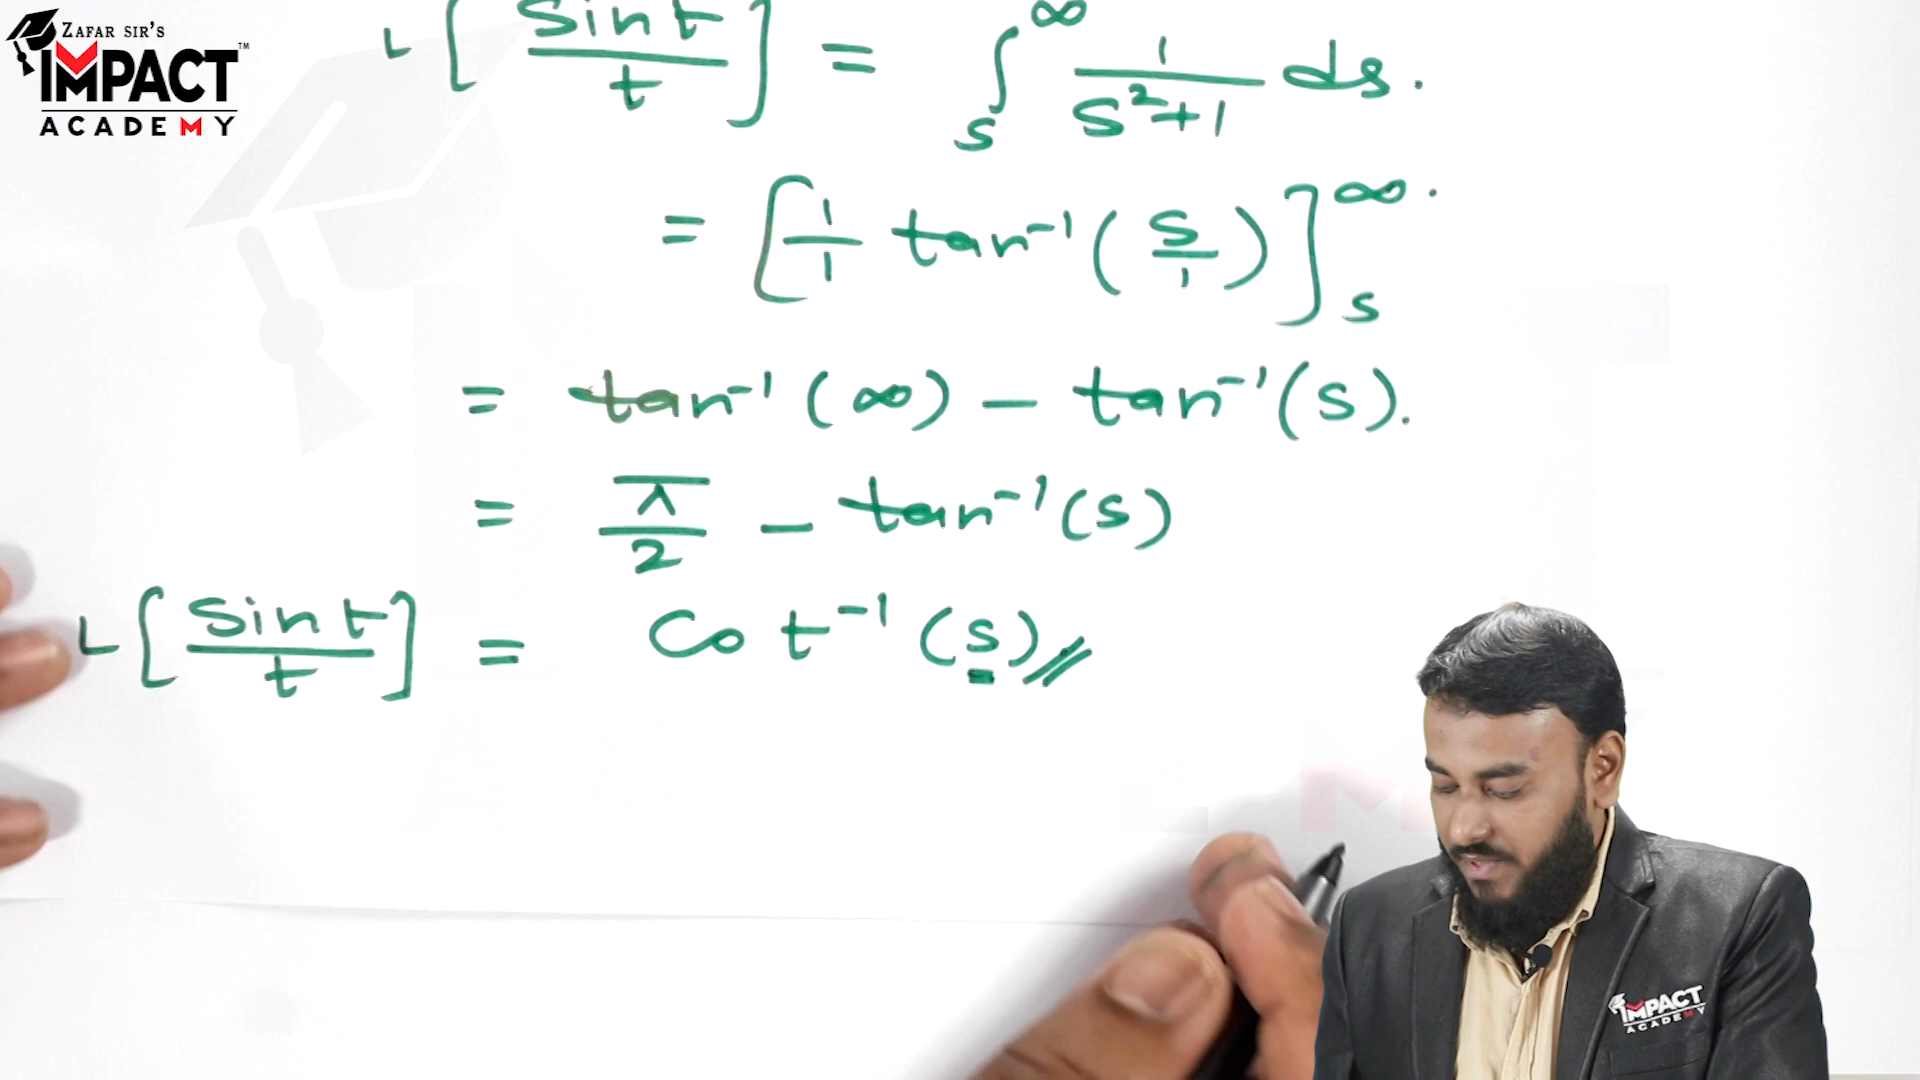 ZAFAR SIR'S
IMPACT™
ACADEMY
L[sin t / t] = ∫_s^∞ 1/(s²+1) ds.
= [1/1 tan⁻¹(s/1)]_s^∞.
= tan⁻¹(∞) − tan⁻¹(s).
= π/2 − tan⁻¹(s)
L[sin t / t] = Cot⁻¹(s)//
IMPACT
ACADEMY